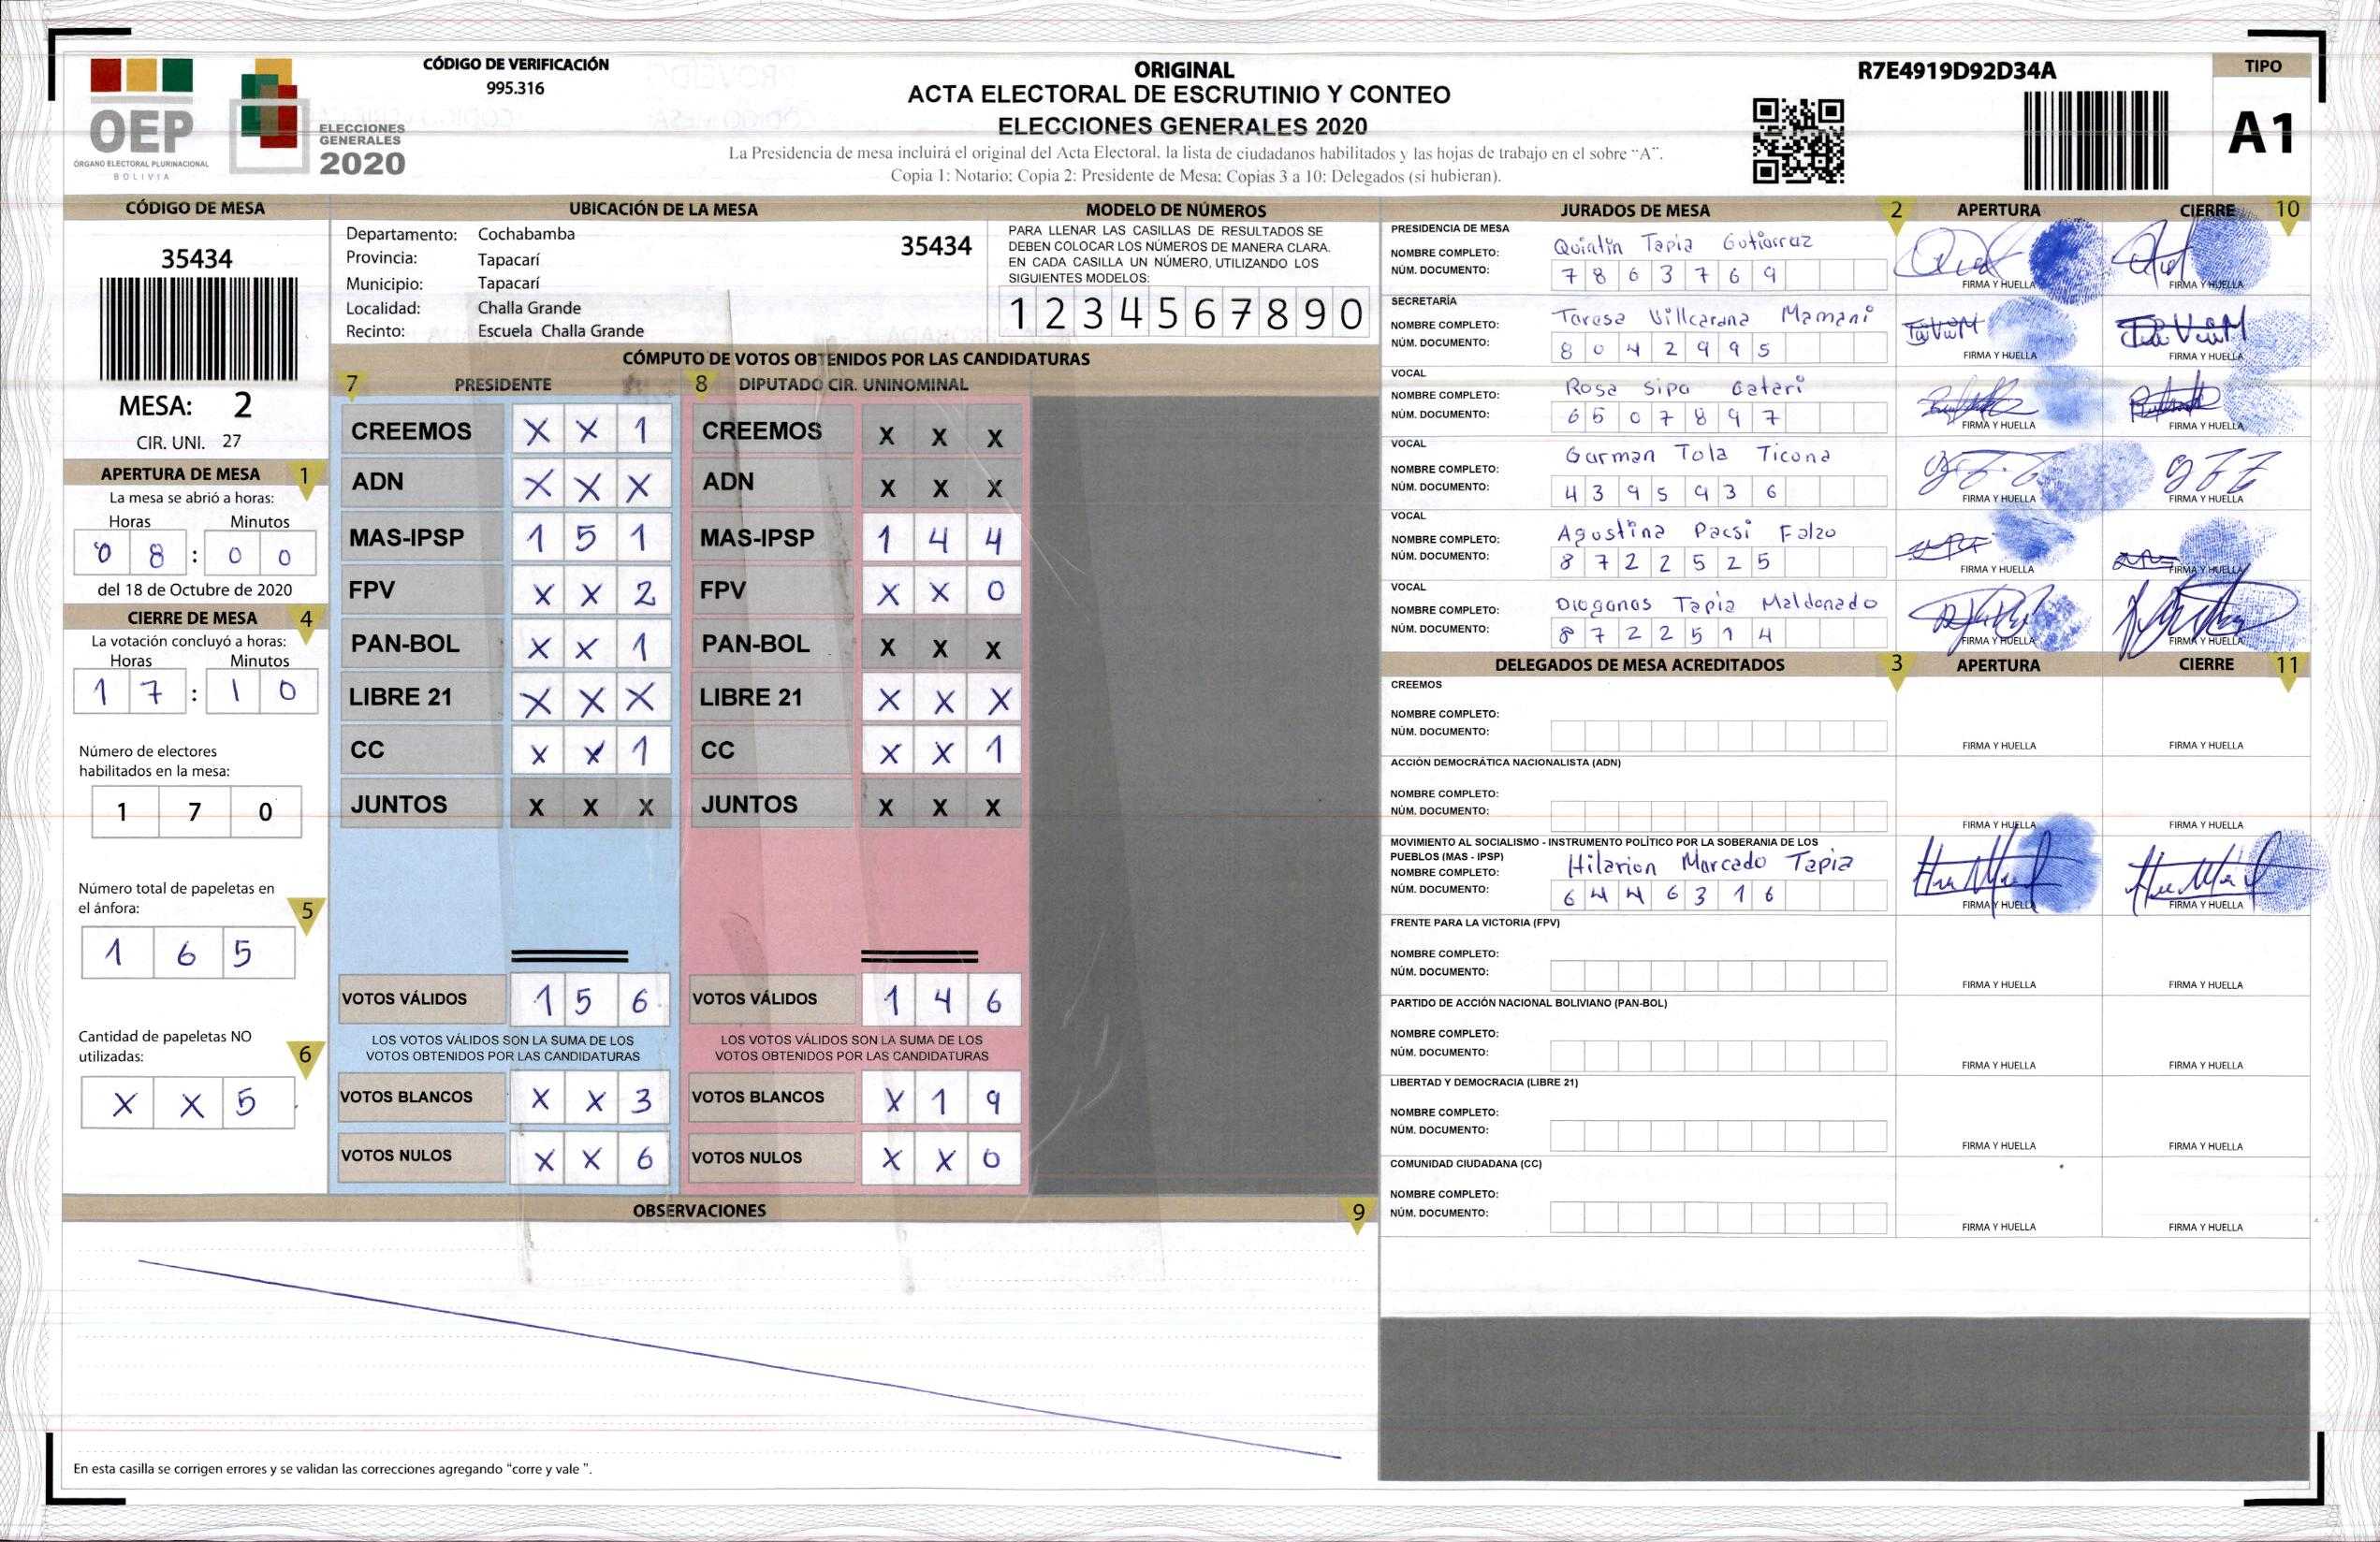 CÓDIGO DE VERIFICACIÓN
995.316
OEP
ÓRGANO ELECTORAL PLURINACIONAL
BOLIVIA
ELECCIONES
GENERALES
2020
ORIGINAL
ACTA ELECTORAL DE ESCRUTINIO Y CONTEO
ELECCIONES GENERALES 2020
La Presidencia de mesa incluirá el original del Acta Electoral, la lista de ciudadanos habilitados y las hojas de trabajo en el sobre "A".
Copia 1: Notario; Copia 2: Presidente de Mesa; Copias 3 a 10: Delegados (si hubieran).
R7E4919D92D34A
TIPO
A1
CÓDIGO DE MESA
35434
MESA: 2
CIR. UNI. 27
APERTURA DE MESA 1
La mesa se abrió a horas:
Horas Minutos
0 8 : 0 0
del 18 de Octubre de 2020
CIERRE DE MESA 4
La votación concluyó a horas:
Horas Minutos
1 7 : 1 0
Número de electores
habilitados en la mesa:
1 7 0
Número total de papeletas en
el ánfora: 5
1 6 5
Cantidad de papeletas NO
utilizadas: 6
X X 5
UBICACIÓN DE LA MESA
Departamento: Cochabamba
Provincia: Tapacarí
Municipio: Tapacarí
Localidad: Challa Grande
Recinto: Escuela Challa Grande
35434
MODELO DE NÚMEROS
PARA LLENAR LAS CASILLAS DE RESULTADOS SE
DEBEN COLOCAR LOS NÚMEROS DE MANERA CLARA.
EN CADA CASILLA UN NÚMERO, UTILIZANDO LOS
SIGUIENTES MODELOS:
1 2 3 4 5 6 7 8 9 0
CÓMPUTO DE VOTOS OBTENIDOS POR LAS CANDIDATURAS
7 PRESIDENTE 8 DIPUTADO CIR. UNINOMINAL
CREEMOS X X 1 CREEMOS X X X
ADN X X X ADN X X X
MAS-IPSP 1 5 1 MAS-IPSP 1 4 4
FPV X X 2 FPV X X 0
PAN-BOL X X 1 PAN-BOL X X X
LIBRE 21 X X X LIBRE 21 X X X
CC X X 1 CC X X 1
JUNTOS X X X JUNTOS X X X
VOTOS VÁLIDOS 1 5 6 VOTOS VÁLIDOS 1 4 6
LOS VOTOS VÁLIDOS SON LA SUMA DE LOS LOS VOTOS VÁLIDOS SON LA SUMA DE LOS
VOTOS OBTENIDOS POR LAS CANDIDATURAS VOTOS OBTENIDOS POR LAS CANDIDATURAS
VOTOS BLANCOS X X 3 VOTOS BLANCOS X 1 9
VOTOS NULOS X X 6 VOTOS NULOS X X 0
OBSERVACIONES 9
En esta casilla se corrigen errores y se validan las correcciones agregando "corre y vale ".
JURADOS DE MESA 2 APERTURA CIERRE 10
PRESIDENCIA DE MESA
NOMBRE COMPLETO: Quintin Tapia Gutierrez
NÚM. DOCUMENTO: 7 8 6 3 7 6 9 FIRMA Y HUELLA FIRMA Y HUELLA
SECRETARÍA
NOMBRE COMPLETO: Teresa Villcarana Mamani
NÚM. DOCUMENTO: 8 0 4 2 9 9 5 FIRMA Y HUELLA FIRMA Y HUELLA
VOCAL
NOMBRE COMPLETO: Rosa Sipe Catari
NÚM. DOCUMENTO: 6 5 0 7 8 9 7 FIRMA Y HUELLA FIRMA Y HUELLA
VOCAL
NOMBRE COMPLETO: German Tola Ticona
NÚM. DOCUMENTO: 4 3 9 5 9 3 6 FIRMA Y HUELLA FIRMA Y HUELLA
VOCAL
NOMBRE COMPLETO: Agustina Pacsi
NÚM. DOCUMENTO: 8 7 2 2 5 2 5 FIRMA Y HUELLA FIRMA Y HUELLA
VOCAL
NOMBRE COMPLETO: Diogenes Tapia Maldonado
NÚM. DOCUMENTO: 8 7 2 2 5 1 4 FIRMA Y HUELLA FIRMA Y HUELLA
DELEGADOS DE MESA ACREDITADOS 3 APERTURA CIERRE 11
CREEMOS
NOMBRE COMPLETO:
NÚM. DOCUMENTO: FIRMA Y HUELLA FIRMA Y HUELLA
ACCIÓN DEMOCRÁTICA NACIONALISTA (ADN)
NOMBRE COMPLETO:
NÚM. DOCUMENTO: FIRMA Y HUELLA FIRMA Y HUELLA
MOVIMIENTO AL SOCIALISMO - INSTRUMENTO POLÍTICO POR LA SOBERANIA DE LOS
PUEBLOS (MAS - IPSP)
NOMBRE COMPLETO: Hilarion Mercado Tapia
NÚM. DOCUMENTO: 6 4 4 6 3 1 6 FIRMA Y HUELLA FIRMA Y HUELLA
FRENTE PARA LA VICTORIA (FPV)
NOMBRE COMPLETO:
NÚM. DOCUMENTO: FIRMA Y HUELLA FIRMA Y HUELLA
PARTIDO DE ACCIÓN NACIONAL BOLIVIANO (PAN-BOL)
NOMBRE COMPLETO:
NÚM. DOCUMENTO: FIRMA Y HUELLA FIRMA Y HUELLA
LIBERTAD Y DEMOCRACIA (LIBRE 21)
NOMBRE COMPLETO:
NÚM. DOCUMENTO: FIRMA Y HUELLA FIRMA Y HUELLA
COMUNIDAD CIUDADANA (CC)
NOMBRE COMPLETO:
NÚM. DOCUMENTO: FIRMA Y HUELLA FIRMA Y HUELLA